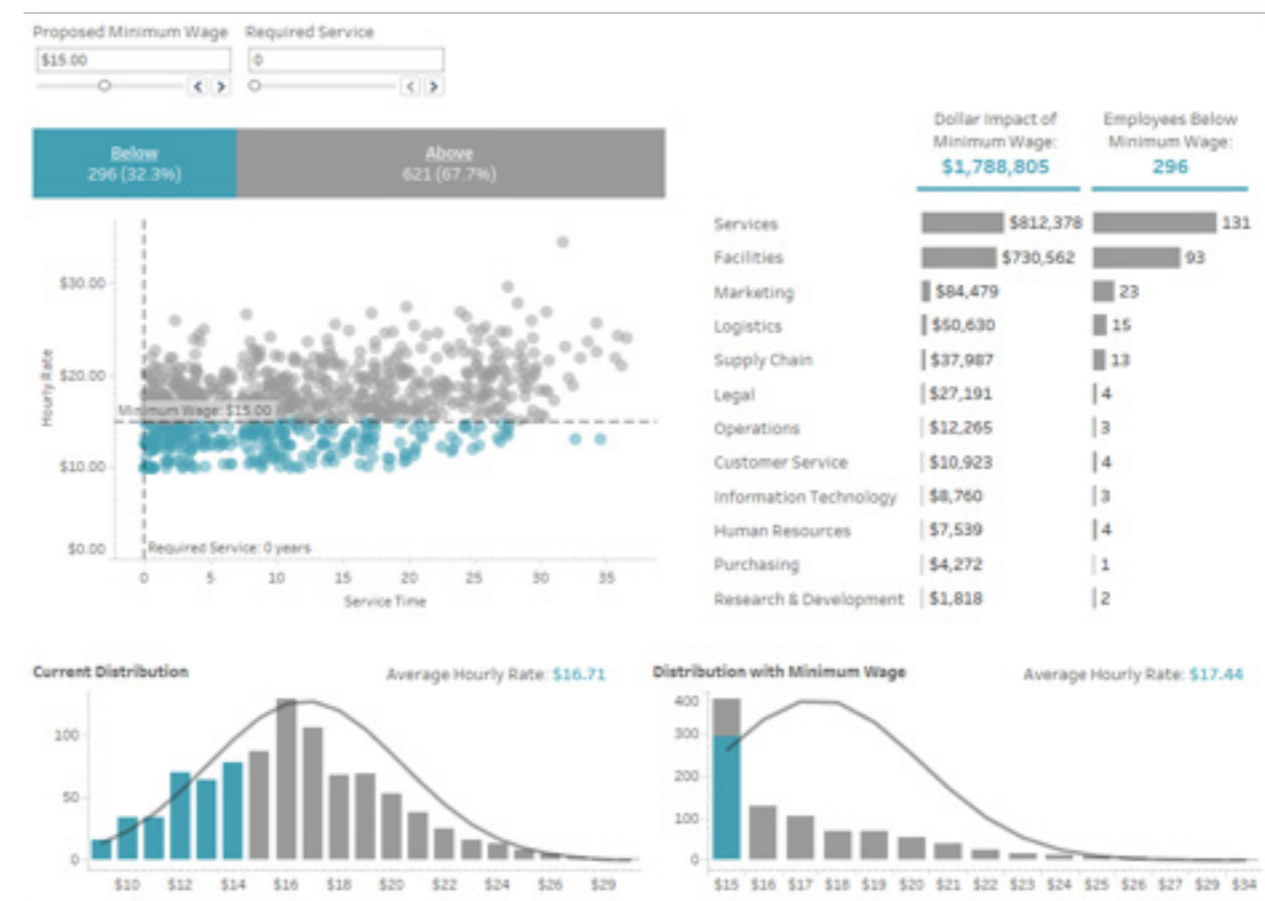 Proposed Minimum Wage Required Service
$15.00 0
Below Above
296 (32.3%) 621 (67.7%)
Dollar Impact of Employees Below
Minimum Wage: Minimum Wage:
$1,788,805 296
Services $812,378 131
Facilities $730,562 93
Marketing $84,479 23
Logistics $50,630 15
Supply Chain $37,987 13
Legal $27,191 4
Operations $12,265 3
Customer Service $10,923 4
Information Technology $8,760 3
Human Resources $7,539 4
Purchasing $4,272 1
Research & Development $1,818 2
Hourly Rate
$30.00
$20.00
Minimum Wage: $15.00
$10.00
$0.00
Required Service: 0 years
0 5 10 15 20 25 30 35
Service Time
Current Distribution Average Hourly Rate: $16.71
100
50
0
$10 $12 $14 $16 $18 $20 $22 $24 $26 $29
Distribution with Minimum Wage Average Hourly Rate: $17.44
400
300
200
100
0
$15 $16 $17 $18 $19 $20 $21 $22 $23 $24 $25 $26 $27 $29 $34